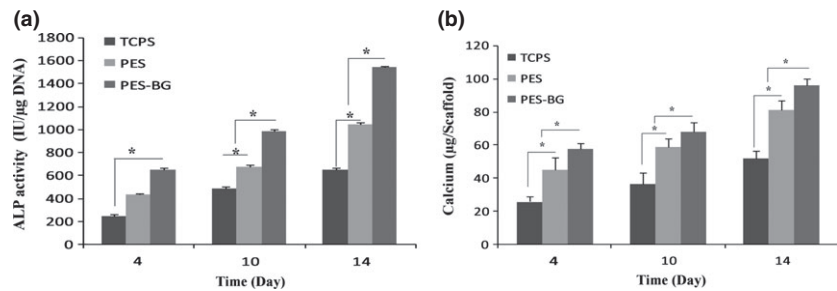 (a)
ALP activity (IU/µg DNA)
1800
1600
1400
1200
1000
800
600
400
200
0
TCPS
PES
PES-BG
*
*
*
*
*
4 10 14
Time (Day)
(b)
Calcium (µg/Scaffold)
120
100
80
60
40
20
0
TCPS
PES
PES-BG
*
*
*
*
*
*
4 10 14
Time (Day)